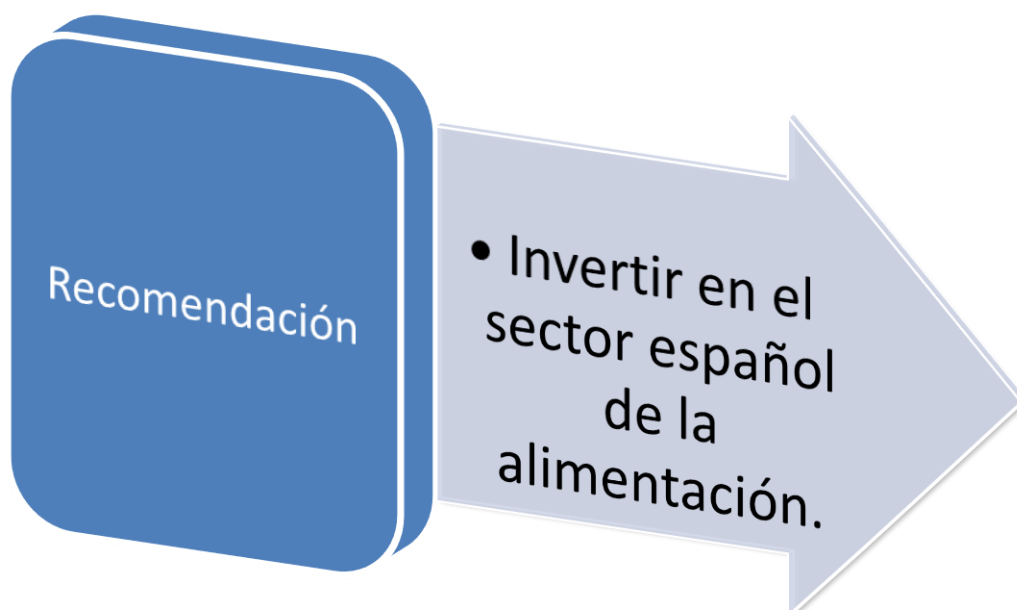 Recomendación
• Invertir en el
sector español
de la
alimentación.